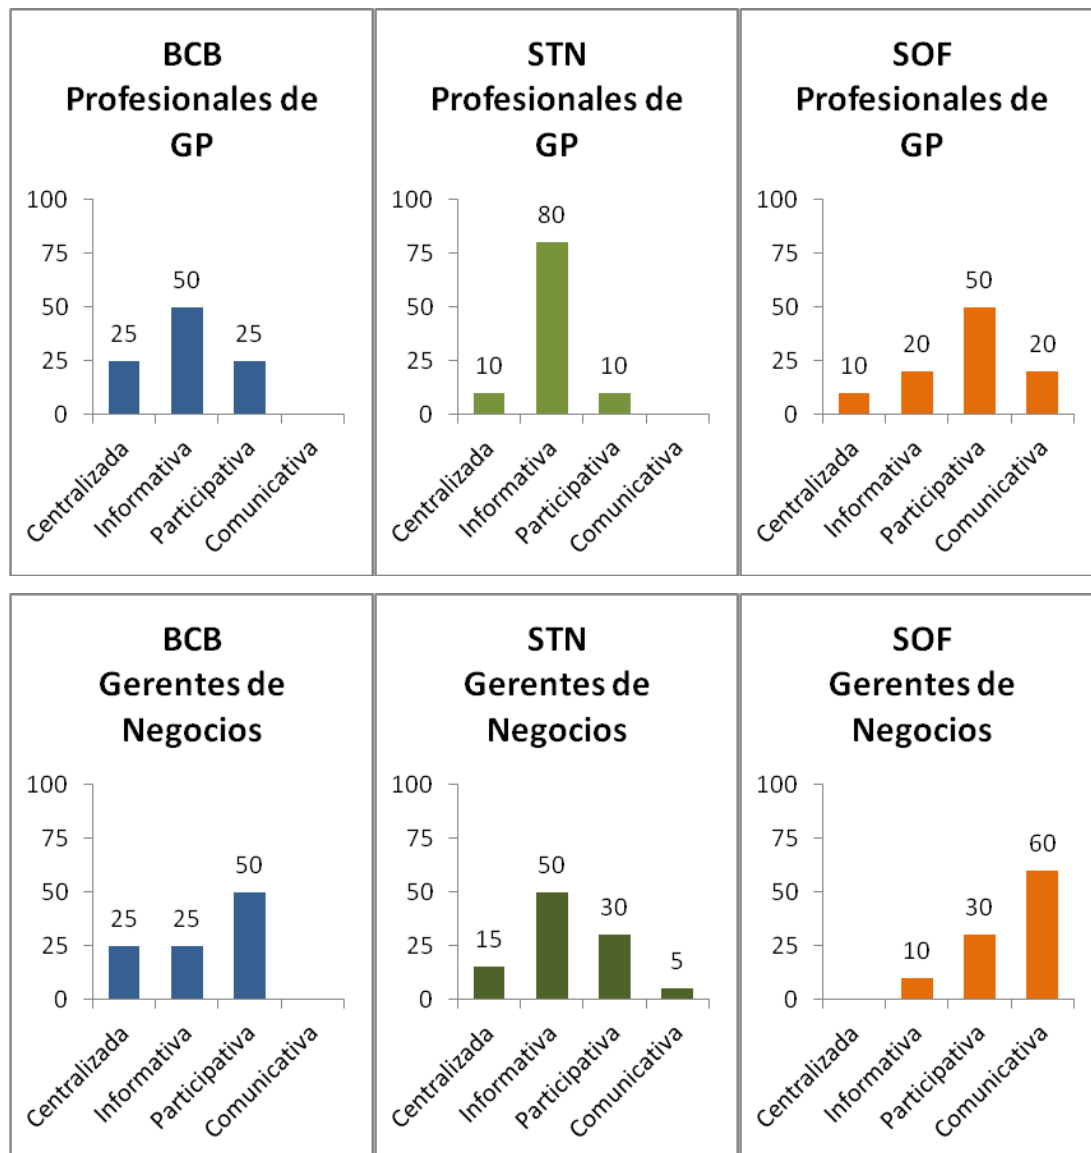 BCB
Profesionales de
GP
100
75
50
25
0
25
50
25
Centralizada
Informativa
Participativa
Comunicativa
STN
Profesionales de
GP
100
75
50
25
0
10
80
10
Centralizada
Informativa
Participativa
Comunicativa
SOF
Profesionales de
GP
100
75
50
25
0
10
20
50
20
Centralizada
Informativa
Participativa
Comunicativa
BCB
Gerentes de
Negocios
100
75
50
25
0
25
25
50
Centralizada
Informativa
Participativa
Comunicativa
STN
Gerentes de
Negocios
100
75
50
25
0
15
50
30
5
Centralizada
Informativa
Participativa
Comunicativa
SOF
Gerentes de
Negocios
100
75
50
25
0
10
30
60
Centralizada
Informativa
Participativa
Comunicativa